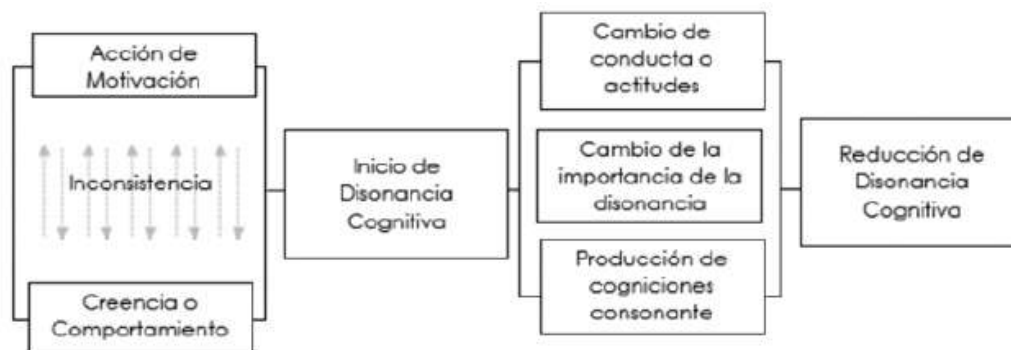 Acción de
Motivación
Inconsistencia
Creencia o
Comportamiento
Inicio de
Disonancia
Cognitiva
Cambio de
conducta o
actitudes
Cambio de la
importancia de la
disonancia
Producción de
cogniciones
consonante
Reducción de
Disonancia
Cognitiva